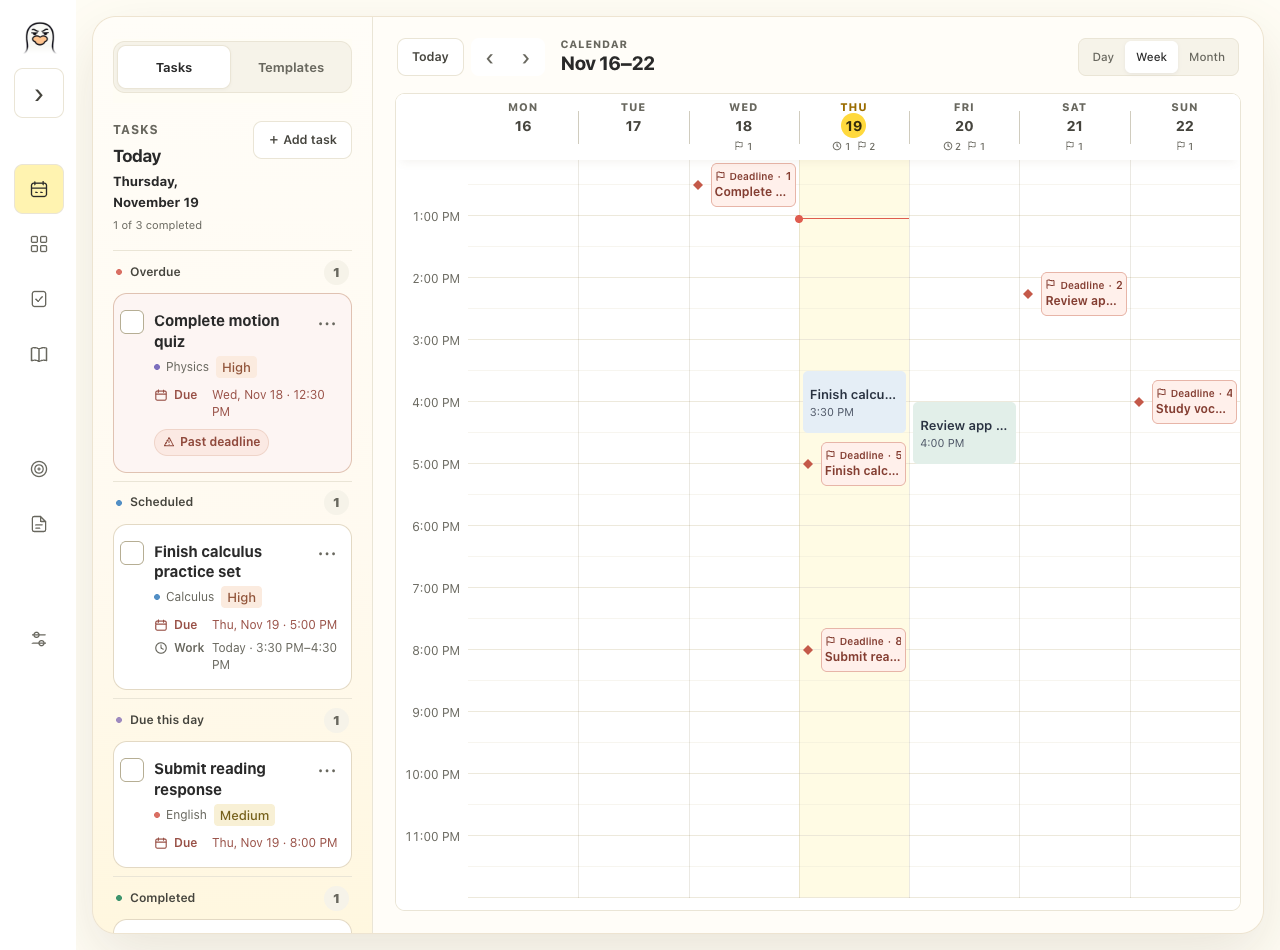 Tasks
Templates
TASKS
+ Add task
Today
Thursday,
November 19
1 of 3 completed
Overdue
1
Complete motion
quiz
Physics
High
Due
Wed, Nov 18 · 12:30
PM
Past deadline
Scheduled
1
Finish calculus
practice set
Calculus
High
Due
Thu, Nov 19 · 5:00 PM
Work
Today · 3:30 PM–4:30
PM
Due this day
1
Submit reading
response
English
Medium
Due
Thu, Nov 19 · 8:00 PM
Completed
1
Today
CALENDAR
Nov 16–22
Day
Week
Month
MON
16
TUE
17
WED
18
1
THU
19
1
2
FRI
20
2
1
SAT
21
1
SUN
22
1
Deadline · 1
Complete ...
1:00 PM
2:00 PM
Deadline · 2
Review ap...
3:00 PM
Finish calcu...
3:30 PM
4:00 PM
Review app ...
4:00 PM
Deadline · 4
Study voc...
5:00 PM
Deadline · 5
Finish calc...
6:00 PM
7:00 PM
8:00 PM
Deadline · 8
Submit rea...
9:00 PM
10:00 PM
11:00 PM